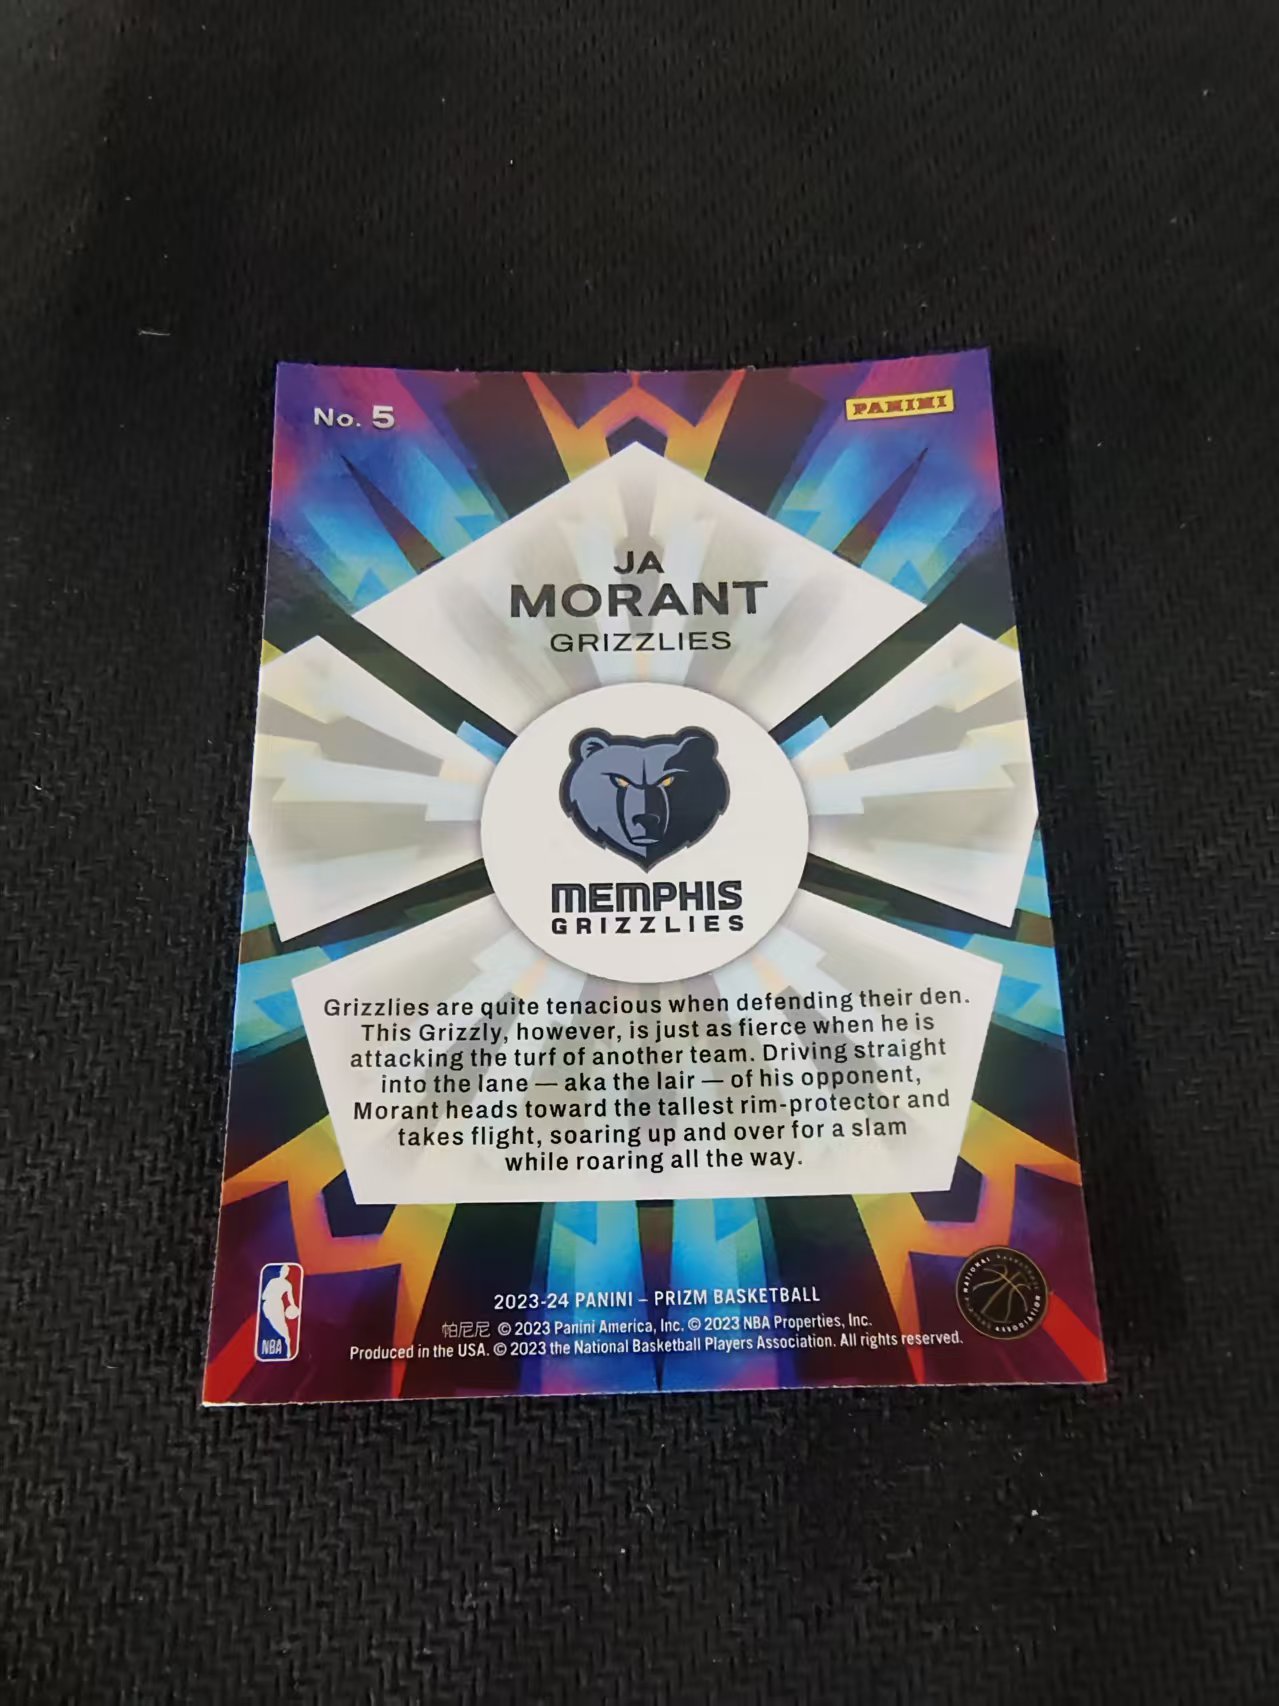 No. 5
PANINI
JA
MORANT
GRIZZLIES
MEMPHIS
GRIZZLIES
Grizzlies are quite tenacious when defending their den.
This Grizzly, however, is just as fierce when he is
attacking the turf of another team. Driving straight
into the lane — aka the lair — of his opponent,
Morant heads toward the tallest rim-protector and
takes flight, soaring up and over for a slam
while roaring all the way.
NBA
2023-24 PANINI – PRIZM BASKETBALL
帕尼尼 © 2023 Panini America, Inc. © 2023 NBA Properties, Inc.
Produced in the USA. © 2023 the National Basketball Players Association. All rights reserved.
NATIONAL BASKETBALL
ASSOCIATION